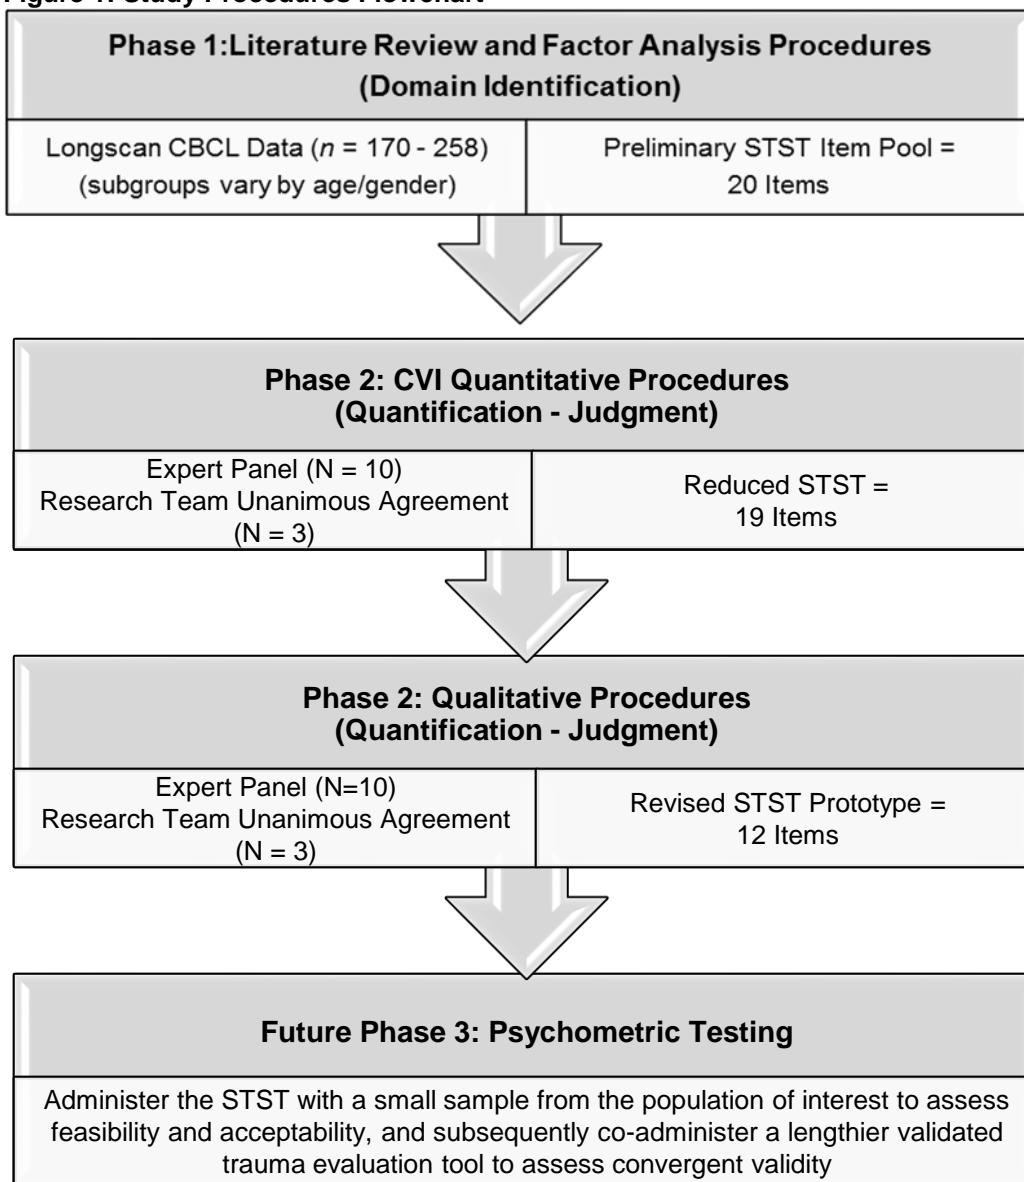 Figure 1: Study Procedures Flowchart
Phase 1:Literature Review and Factor Analysis Procedures
(Domain Identification)
Longscan CBCL Data (n = 170 - 258)
(subgroups vary by age/gender)
Preliminary STST Item Pool =
20 Items
Phase 2: CVI Quantitative Procedures
(Quantification - Judgment)
Expert Panel (N = 10)
Research Team Unanimous Agreement
(N = 3)
Reduced STST =
19 Items
Phase 2: Qualitative Procedures
(Quantification - Judgment)
Expert Panel (N=10)
Research Team Unanimous Agreement
(N = 3)
Revised STST Prototype =
12 Items
Future Phase 3: Psychometric Testing
Administer the STST with a small sample from the population of interest to assess
feasibility and acceptability, and subsequently co-administer a lengthier validated
trauma evaluation tool to assess convergent validity